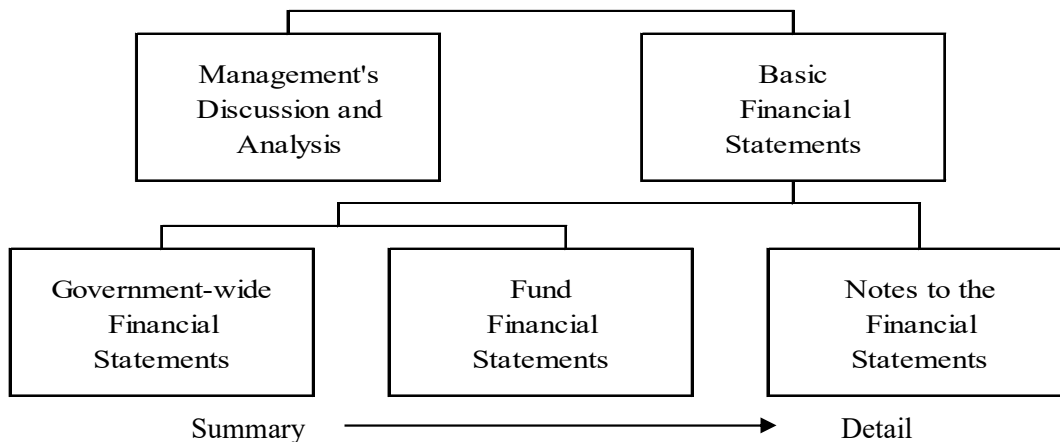 Management's
Discussion and
Analysis
Basic
Financial
Statements
Government-wide
Financial
Statements
Fund
Financial
Statements
Notes to the
Financial
Statements
Summary
Detail